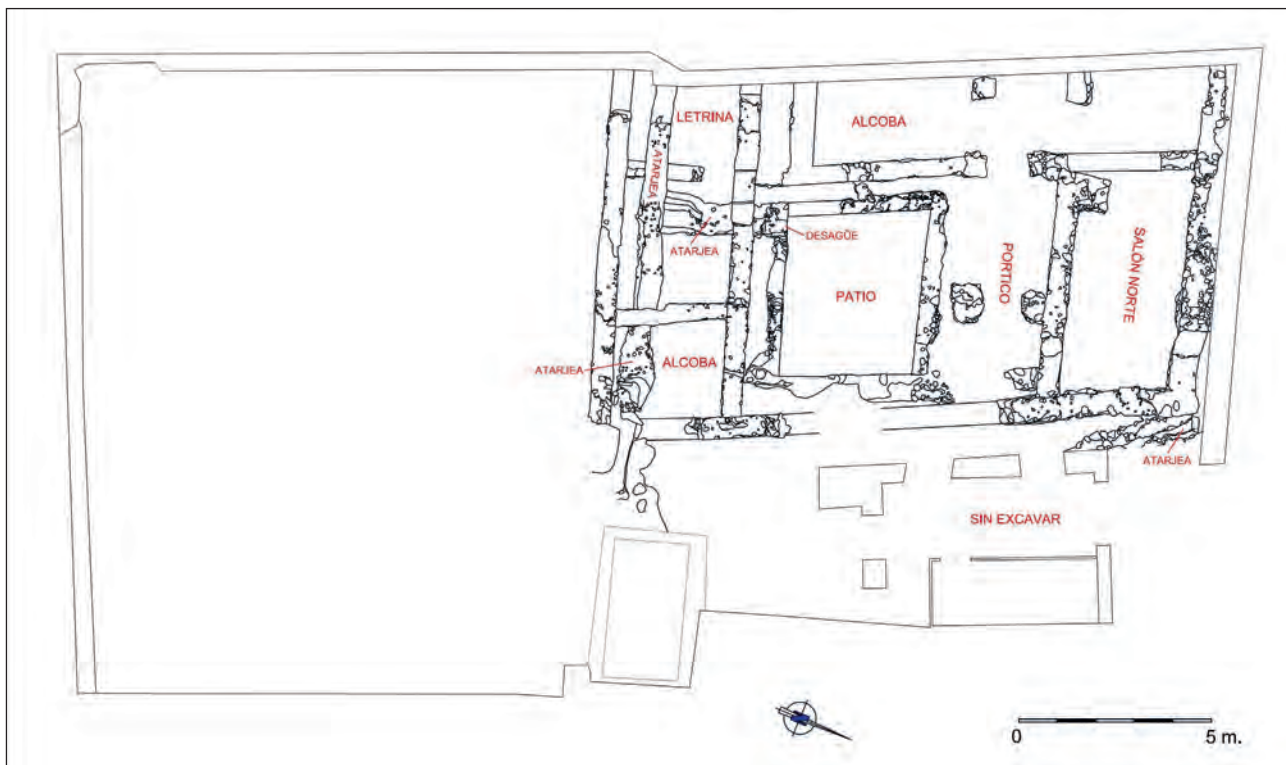 LETRINA
ALCOBA
ATARJEA
ATARJEA
DESAGÜE
PATIO
PORTICO
SALÓN NORTE
ATARJEA
ALCOBA
ATARJEA
SIN EXCAVAR
0 5 m.